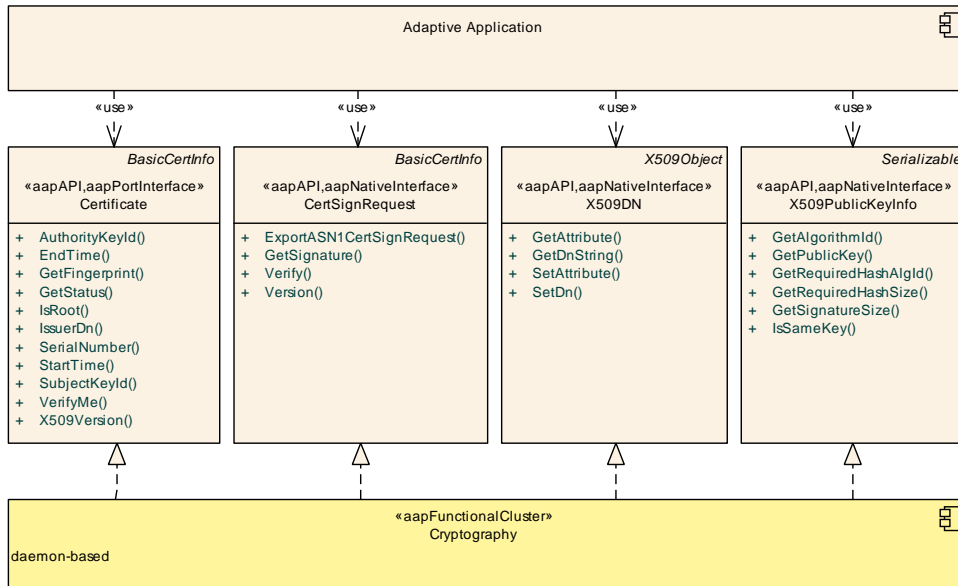 Adaptive Application
«use» «use» «use» «use»
BasicCertInfo
«aapAPI,aapPortInterface»
Certificate
+ AuthorityKeyId()
+ EndTime()
+ GetFingerprint()
+ GetStatus()
+ IsRoot()
+ IssuerDn()
+ SerialNumber()
+ StartTime()
+ SubjectKeyId()
+ VerifyMe()
+ X509Version()
BasicCertInfo
«aapAPI,aapNativeInterface»
CertSignRequest
+ ExportASN1CertSignRequest()
+ GetSignature()
+ Verify()
+ Version()
X509Object
«aapAPI,aapNativeInterface»
X509DN
+ GetAttribute()
+ GetDnString()
+ SetAttribute()
+ SetDn()
Serializable
«aapAPI,aapNativeInterface»
X509PublicKeyInfo
+ GetAlgorithmId()
+ GetPublicKey()
+ GetRequiredHashAlgId()
+ GetRequiredHashSize()
+ GetSignatureSize()
+ IsSameKey()
«aapFunctionalCluster»
Cryptography
daemon-based